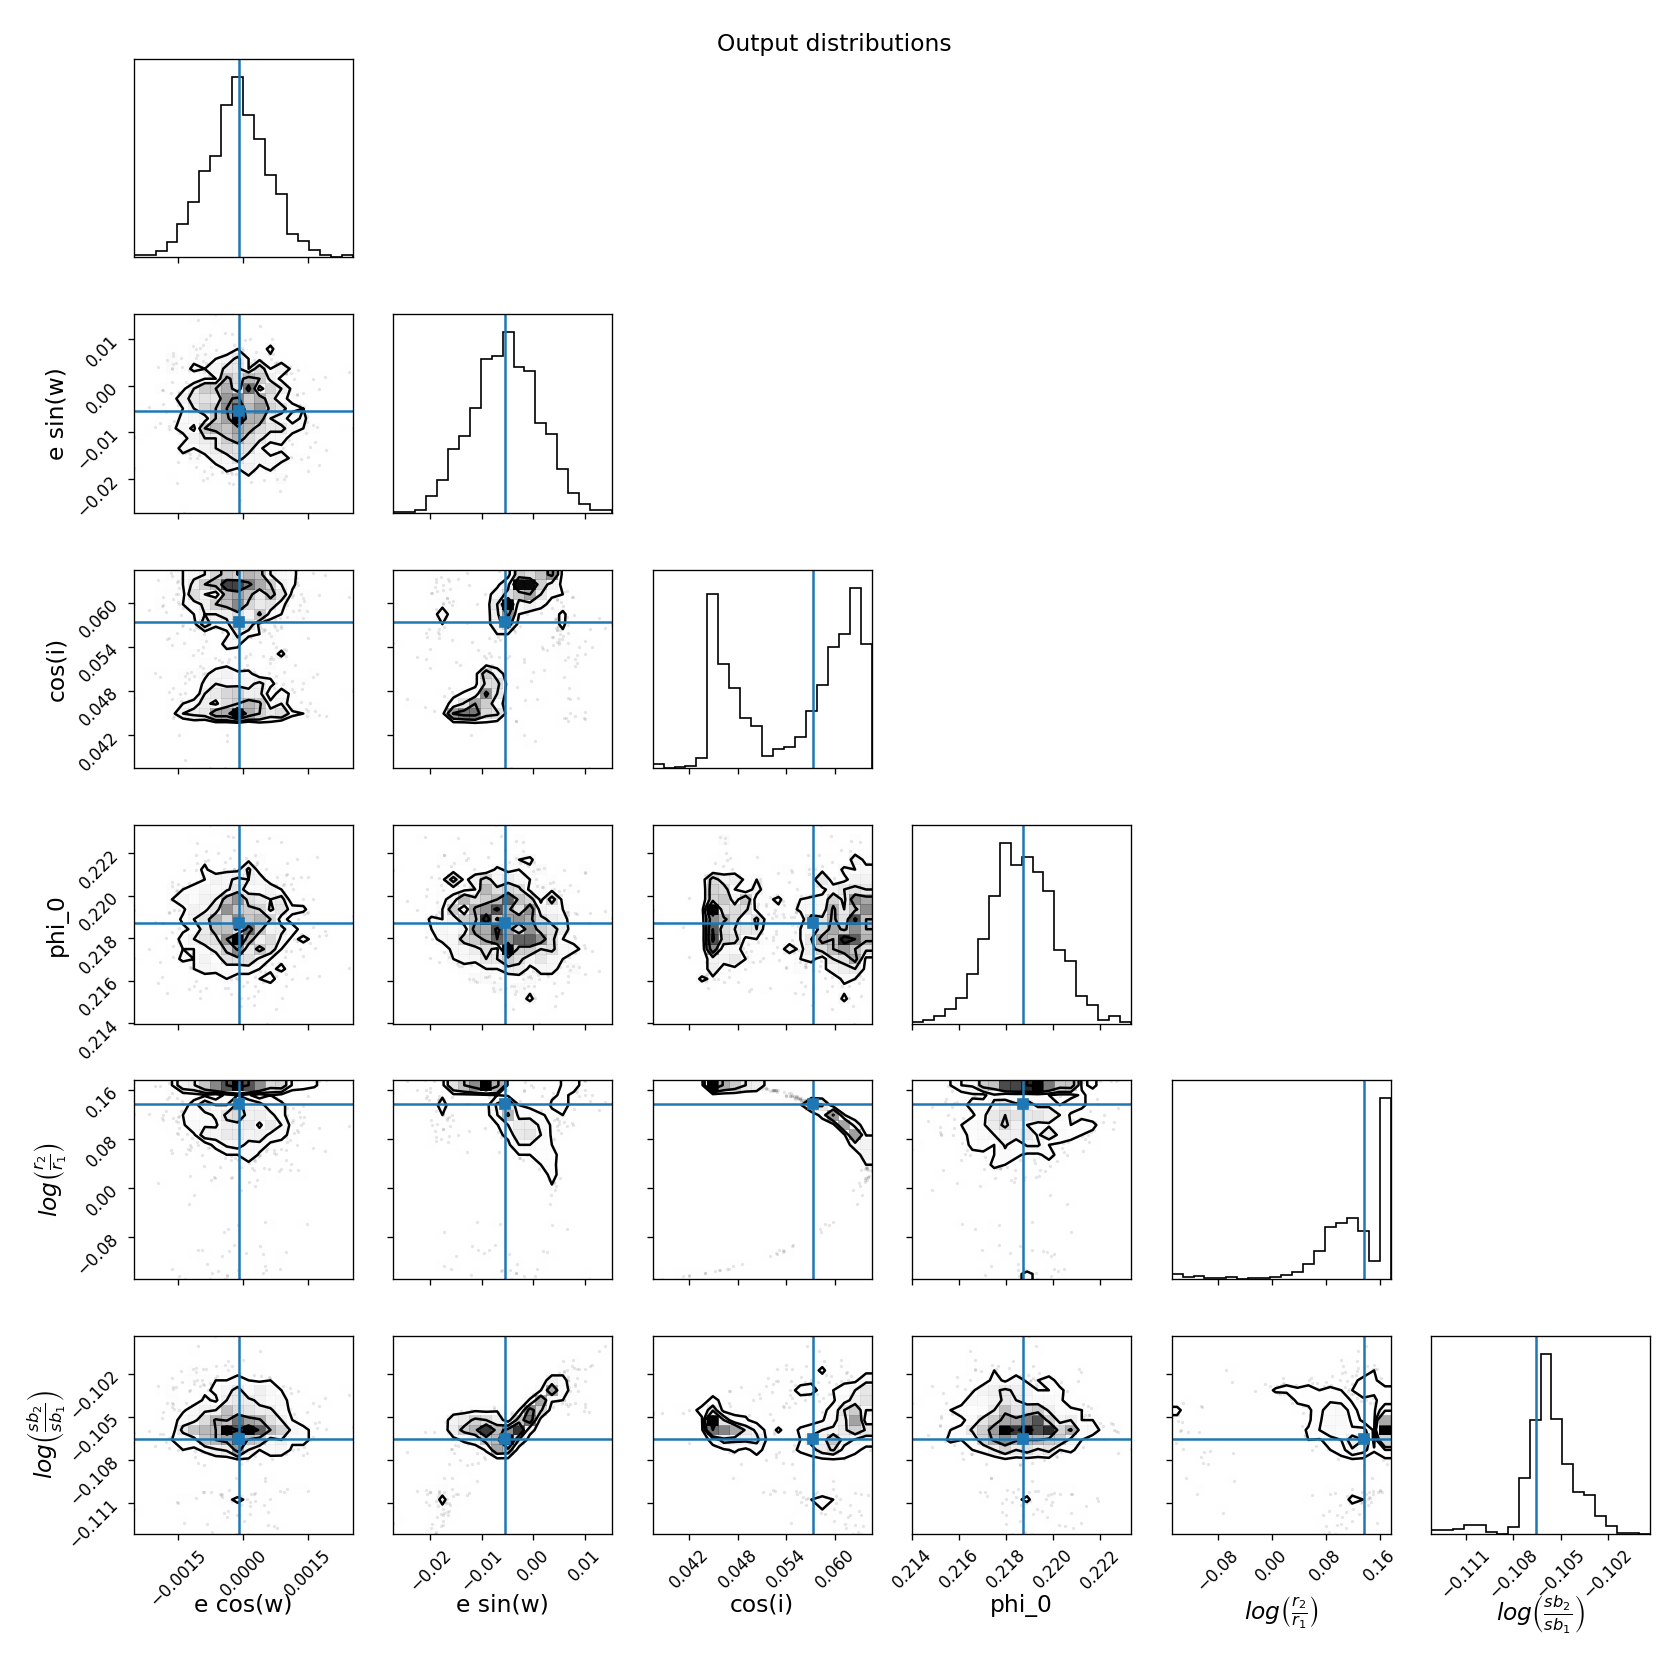 Output distributions
e sin(w)
0.01
0.00
−0.01
−0.02
cos(i)
0.060
0.054
0.048
0.042
phi_0
0.222
0.220
0.218
0.216
0.214
log(r2/r1)
0.16
0.08
0.00
−0.08
log(sb2/sb1)
−0.102
−0.105
−0.108
−0.111
−0.0015 0.0000 0.0015
−0.02 −0.01 0.00 0.01
0.042 0.048 0.054 0.060
0.214 0.216 0.218 0.220 0.222
−0.08 0.00 0.08 0.16
−0.111 −0.108 −0.105 −0.102
e cos(w) e sin(w) cos(i) phi_0 log(r2/r1) log(sb2/sb1)